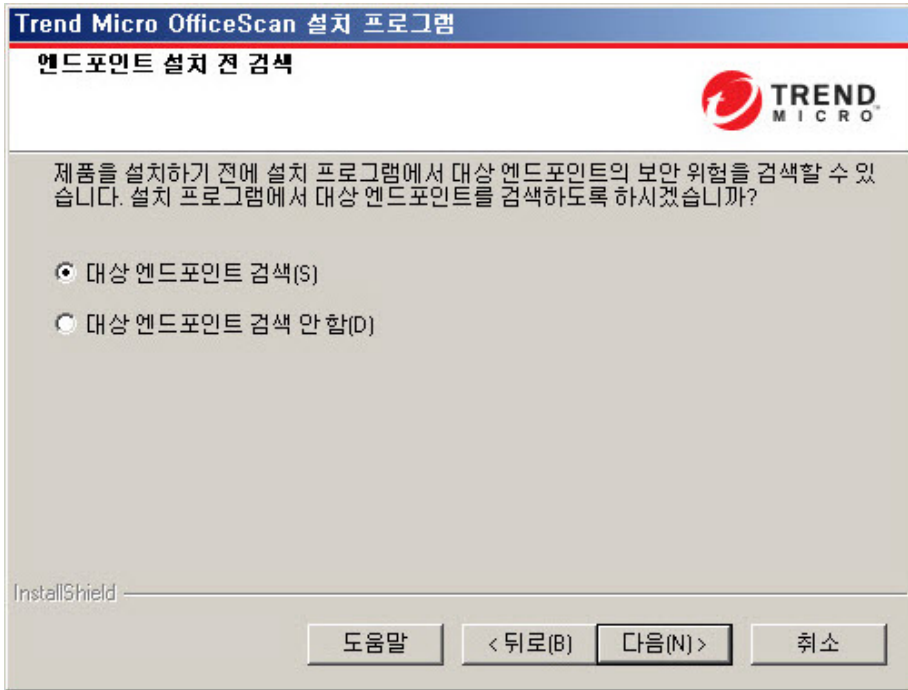 Trend Micro OfficeScan 설치 프로그램
엔드포인트 설치 전 검색
TREND
MICRO
제품을 설치하기 전에 설치 프로그램에서 대상 엔드포인트의 보안 위험을 검색할 수 있
습니다. 설치 프로그램에서 대상 엔드포인트를 검색하도록 하시겠습니까?
대상 엔드포인트 검색(S)
대상 엔드포인트 검색 안 함(D)
InstallShield
도움말
< 뒤로(B)
다음(N) >
취소